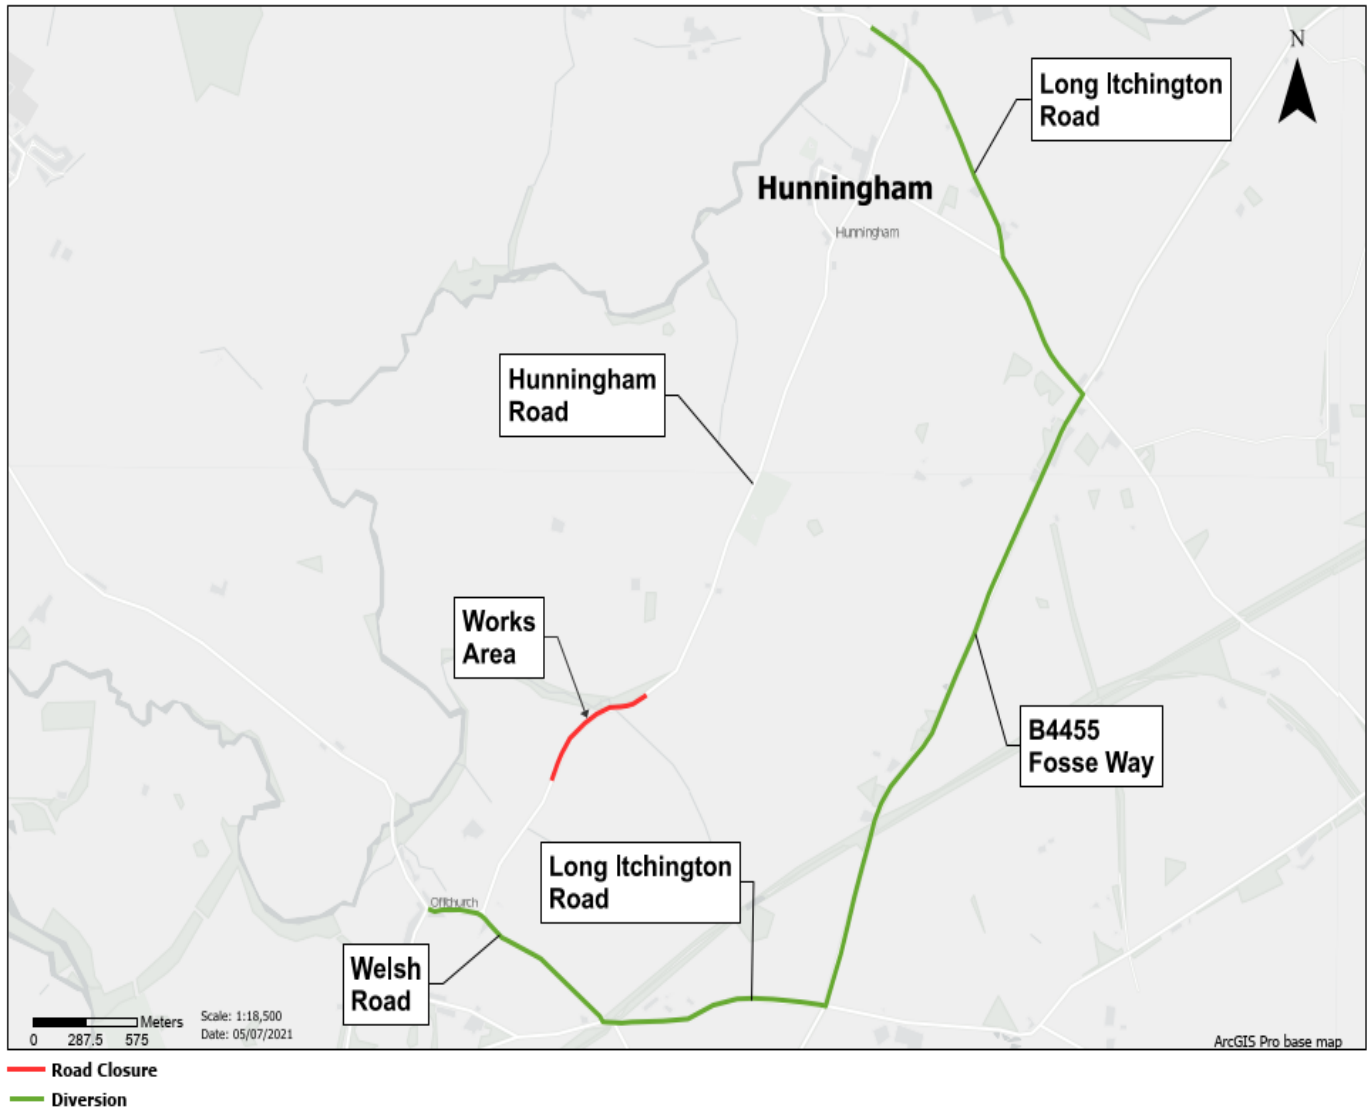 N
Long Itchington
Road
Hunningham
Hunningham
Hunningham
Road
Works
Area
B4455
Fosse Way
Long Itchington
Road
Offchurch
Welsh
Road
Meters
0 287.5 575
Scale: 1:18,500
Date: 05/07/2021
ArcGIS Pro base map
Road Closure
Diversion